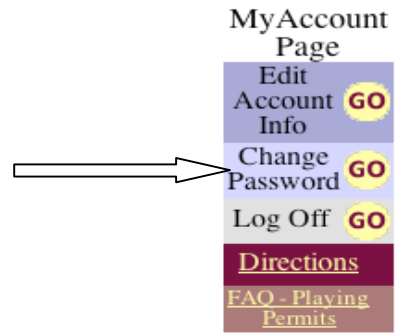 MyAccount
Page
Edit
Account GO
Info
Change
Password GO
Log Off GO
Directions
FAQ - Playing
Permits